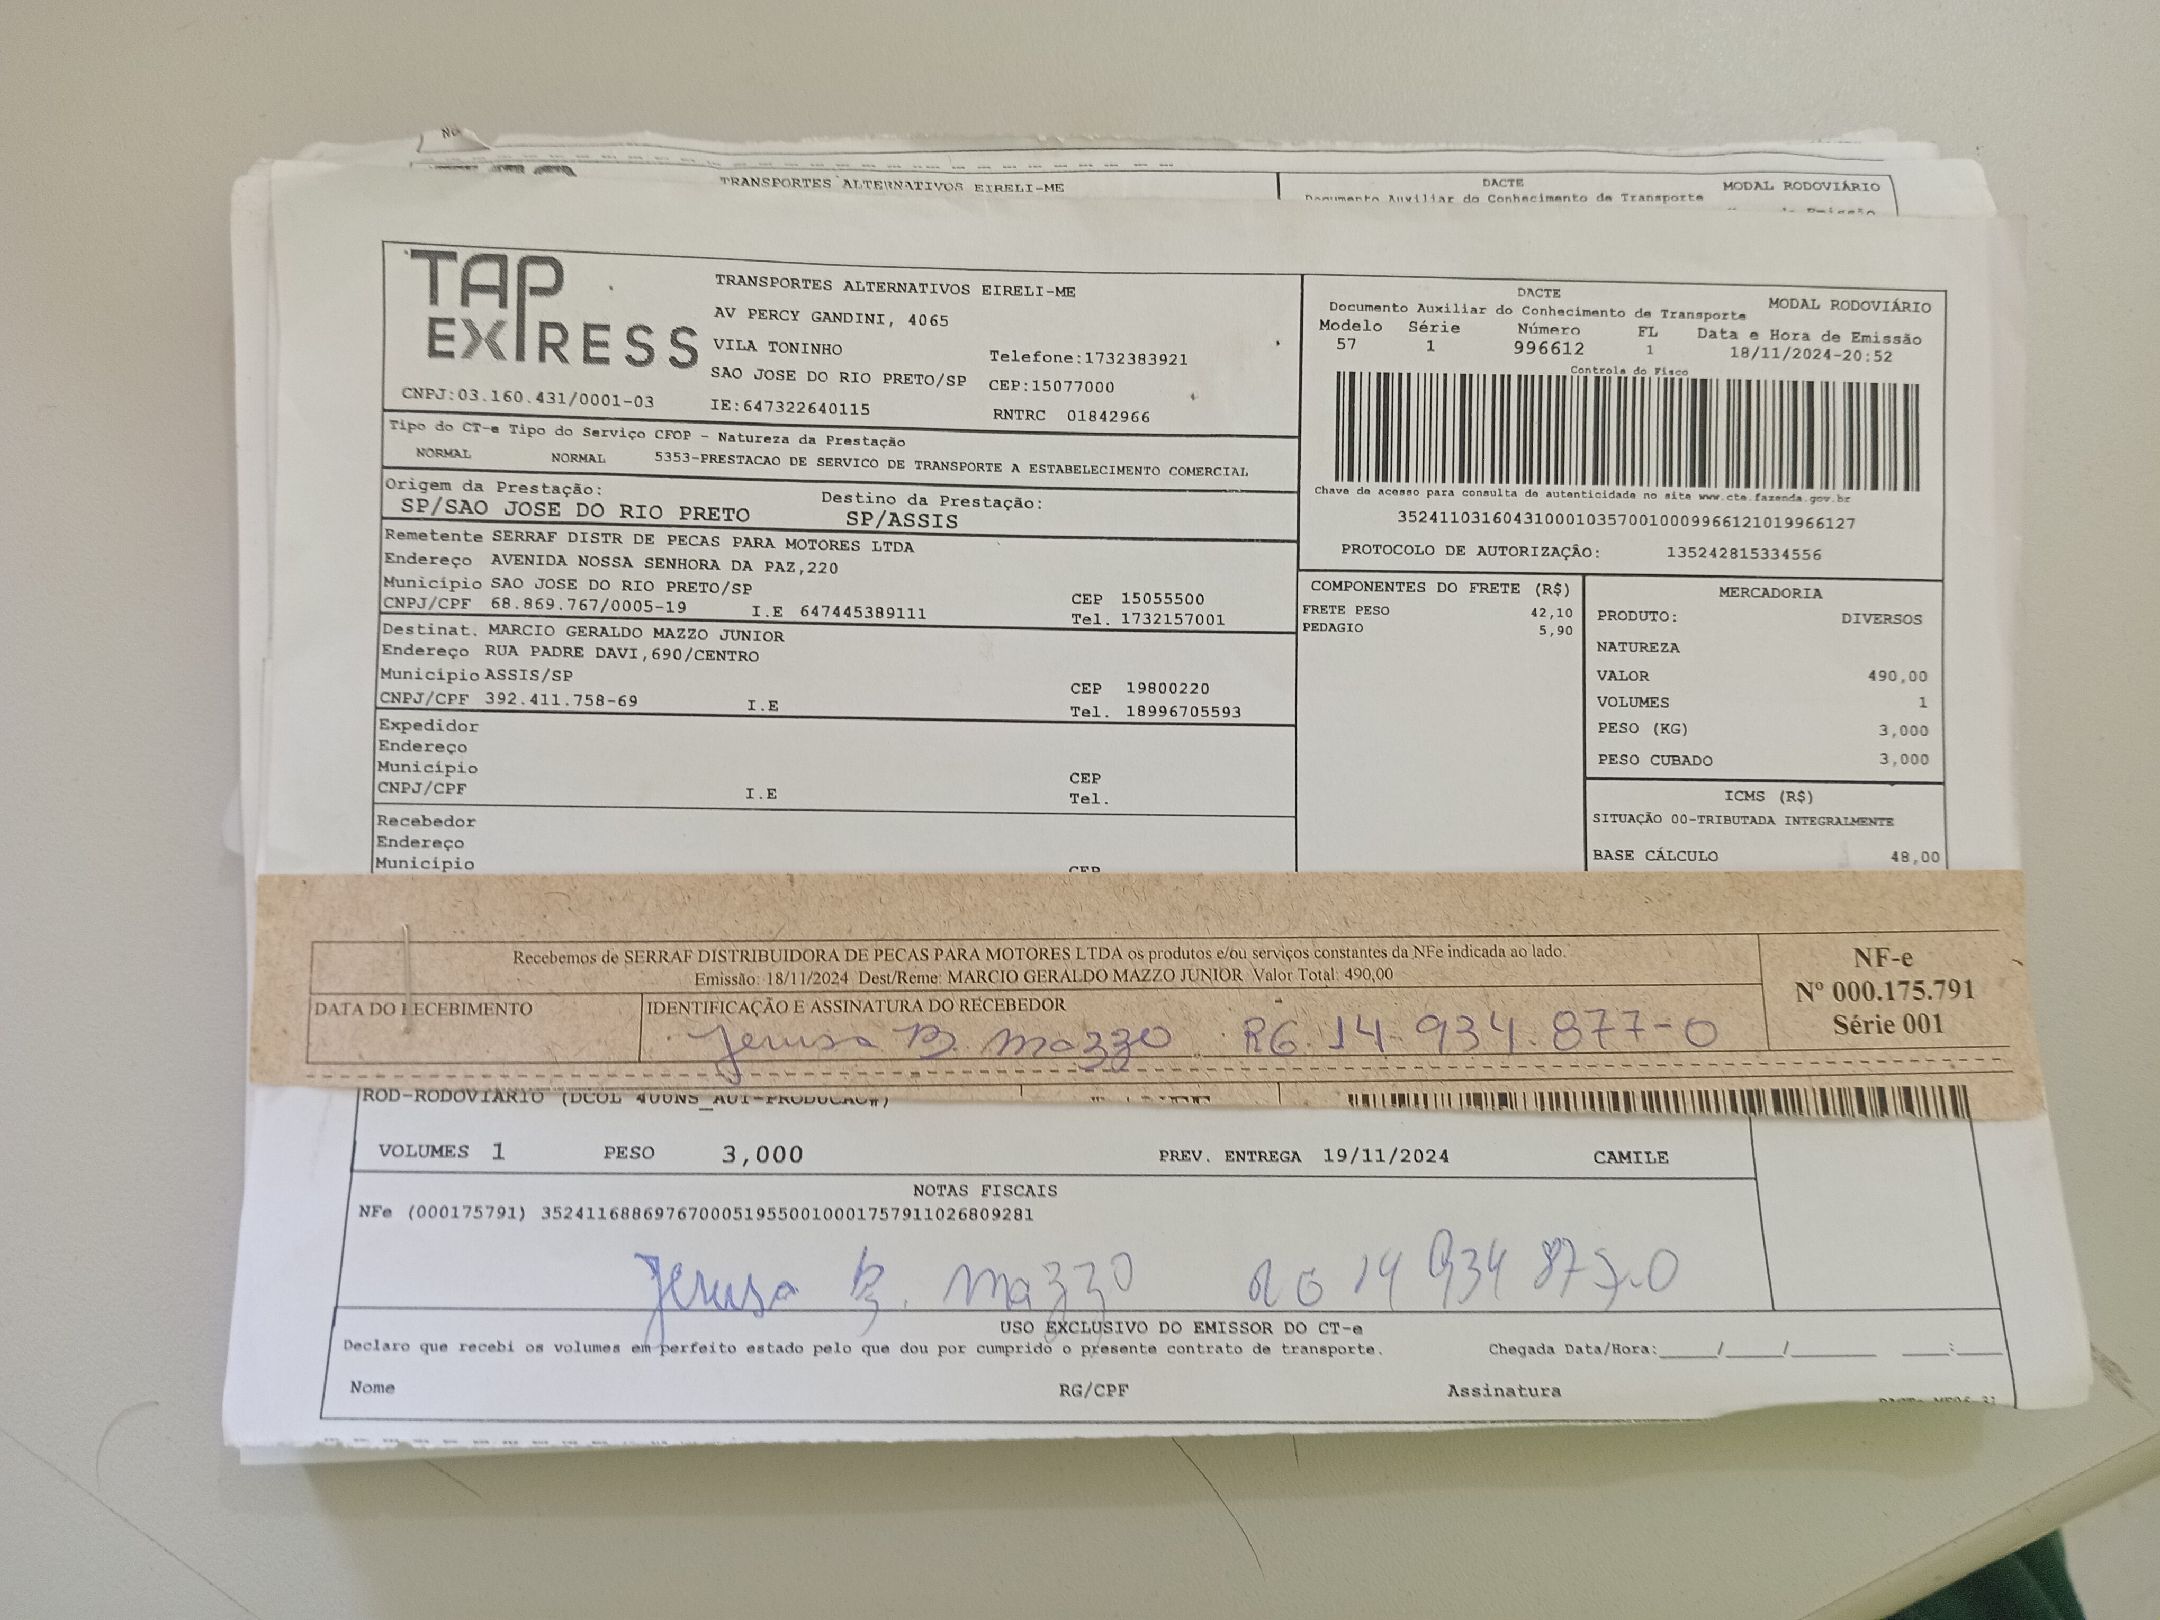 TRANSPORTES ALTERNATIVOS EIRELI-ME
DACTE
MODAL RODOVIÁRIO
Documento Auxiliar do Conhecimento de Transporte
TAP EXPRESS
CNPJ:03.160.431/0001-03
TRANSPORTES ALTERNATIVOS EIRELI-ME
AV PERCY GANDINI, 4065
VILA TONINHO
Telefone:1732383921
SAO JOSE DO RIO PRETO/SP CEP:15077000
IE:647322640115 RNTRC 01842966
DACTE
MODAL RODOVIÁRIO
Documento Auxiliar do Conhecimento de Transporte
Modelo Série Número FL Data e Hora de Emissão
57 1 996612 1 18/11/2024-20:52
Controle do Fisco
Chave de acesso para consulta de autenticidade no site www.cte.fazenda.gov.br
35241103160431000103570010009966121019966127
PROTOCOLO DE AUTORIZAÇÃO: 135242815334556
Tipo do CT-e Tipo do Serviço CFOP - Natureza da Prestação
NORMAL NORMAL 5353-PRESTACAO DE SERVICO DE TRANSPORTE A ESTABELECIMENTO COMERCIAL
Origem da Prestação: Destino da Prestação:
SP/SAO JOSE DO RIO PRETO SP/ASSIS
Remetente SERRAF DISTR DE PECAS PARA MOTORES LTDA
Endereço AVENIDA NOSSA SENHORA DA PAZ,220
Município SAO JOSE DO RIO PRETO/SP CEP 15055500
CNPJ/CPF 68.869.767/0005-19 I.E 647445389111 Tel. 1732157001
Destinat. MARCIO GERALDO MAZZO JUNIOR
Endereço RUA PADRE DAVI,690/CENTRO
Município ASSIS/SP CEP 19800220
CNPJ/CPF 392.411.758-69 I.E Tel. 18996705593
Expedidor
Endereço
Município CEP
CNPJ/CPF I.E Tel.
Recebedor
Endereço
Município CEP
COMPONENTES DO FRETE (R$)
FRETE PESO 42,10
PEDAGIO 5,90
MERCADORIA
PRODUTO: DIVERSOS
NATUREZA
VALOR 490,00
VOLUMES 1
PESO (KG) 3,000
PESO CUBADO 3,000
ICMS (R$)
SITUAÇÃO 00-TRIBUTADA INTEGRALMENTE
BASE CÁLCULO 48,00
Recebemos de SERRAF DISTRIBUIDORA DE PECAS PARA MOTORES LTDA os produtos e/ou serviços constantes da NFe indicada ao lado.
Emissão: 18/11/2024 Dest/Reme: MARCIO GERALDO MAZZO JUNIOR Valor Total: 490,00
DATA DO RECEBIMENTO IDENTIFICAÇÃO E ASSINATURA DO RECEBEDOR
Jerusa B. Mazzo RG. 14.934.877-0
NF-e
Nº 000.175.791
Série 001
ROD-RODOVIÁRIO
VOLUMES 1 PESO 3,000 PREV. ENTREGA 19/11/2024 CAMILE
NOTAS FISCAIS
NFe (000175791) 35241168869767000519550010001757911026809281
Jerusa B. Mazzo RG 14 934 877-0
USO EXCLUSIVO DO EMISSOR DO CT-e
Declaro que recebi os volumes em perfeito estado pelo que dou por cumprido o presente contrato de transporte. Chegada Data/Hora:____/____/______ ___:___
Nome RG/CPF Assinatura